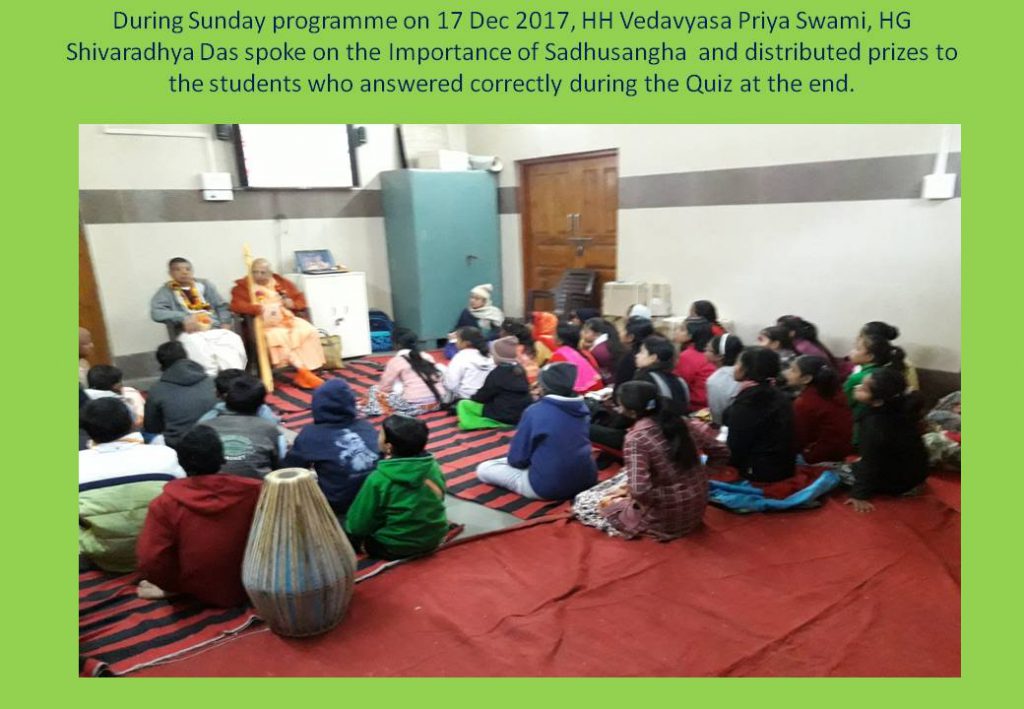 During Sunday programme on 17 Dec 2017, HH Vedavyasa Priya Swami, HG
Shivaradhya Das spoke on the Importance of Sadhusangha and distributed prizes to
the students who answered correctly during the Quiz at the end.